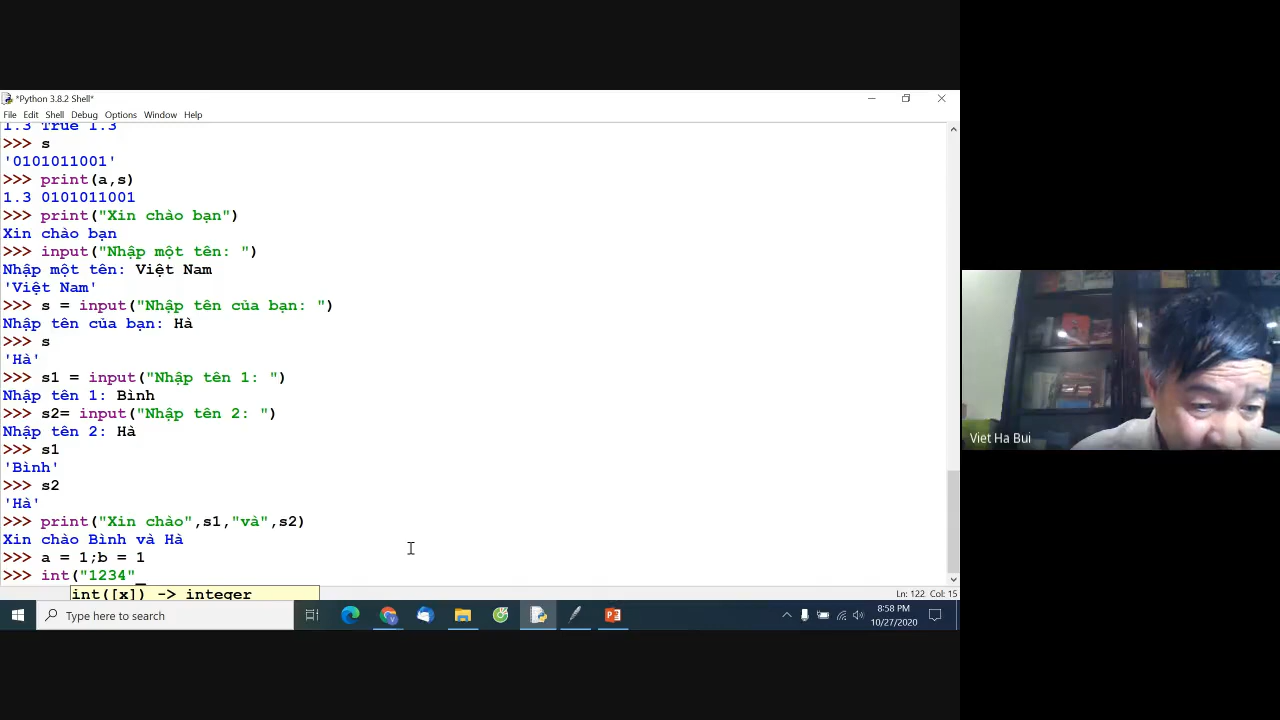 *Python 3.8.2 Shell*
File Edit Shell Debug Options Window Help
1.3 True 1.3
>>> s
'0101011001'
>>> print(a,s)
1.3 0101011001
>>> print("Xin chào bạn")
Xin chào bạn
>>> input("Nhập một tên: ")
Nhập một tên: Việt Nam
'Việt Nam'
>>> s = input("Nhập tên của bạn: ")
Nhập tên của bạn: Hà
>>> s
'Hà'
>>> s1 = input("Nhập tên 1: ")
Nhập tên 1: Bình
>>> s2= input("Nhập tên 2: ")
Nhập tên 2: Hà
>>> s1
'Bình'
>>> s2
'Hà'
>>> print("Xin chào",s1,"và",s2)
Xin chào Bình và Hà
>>> a = 1;b = 1
>>> int("1234"
int([x]) -> integer
Ln: 122 Col: 15
Type here to search
8:58 PM
10/27/2020
Viet Ha Bui